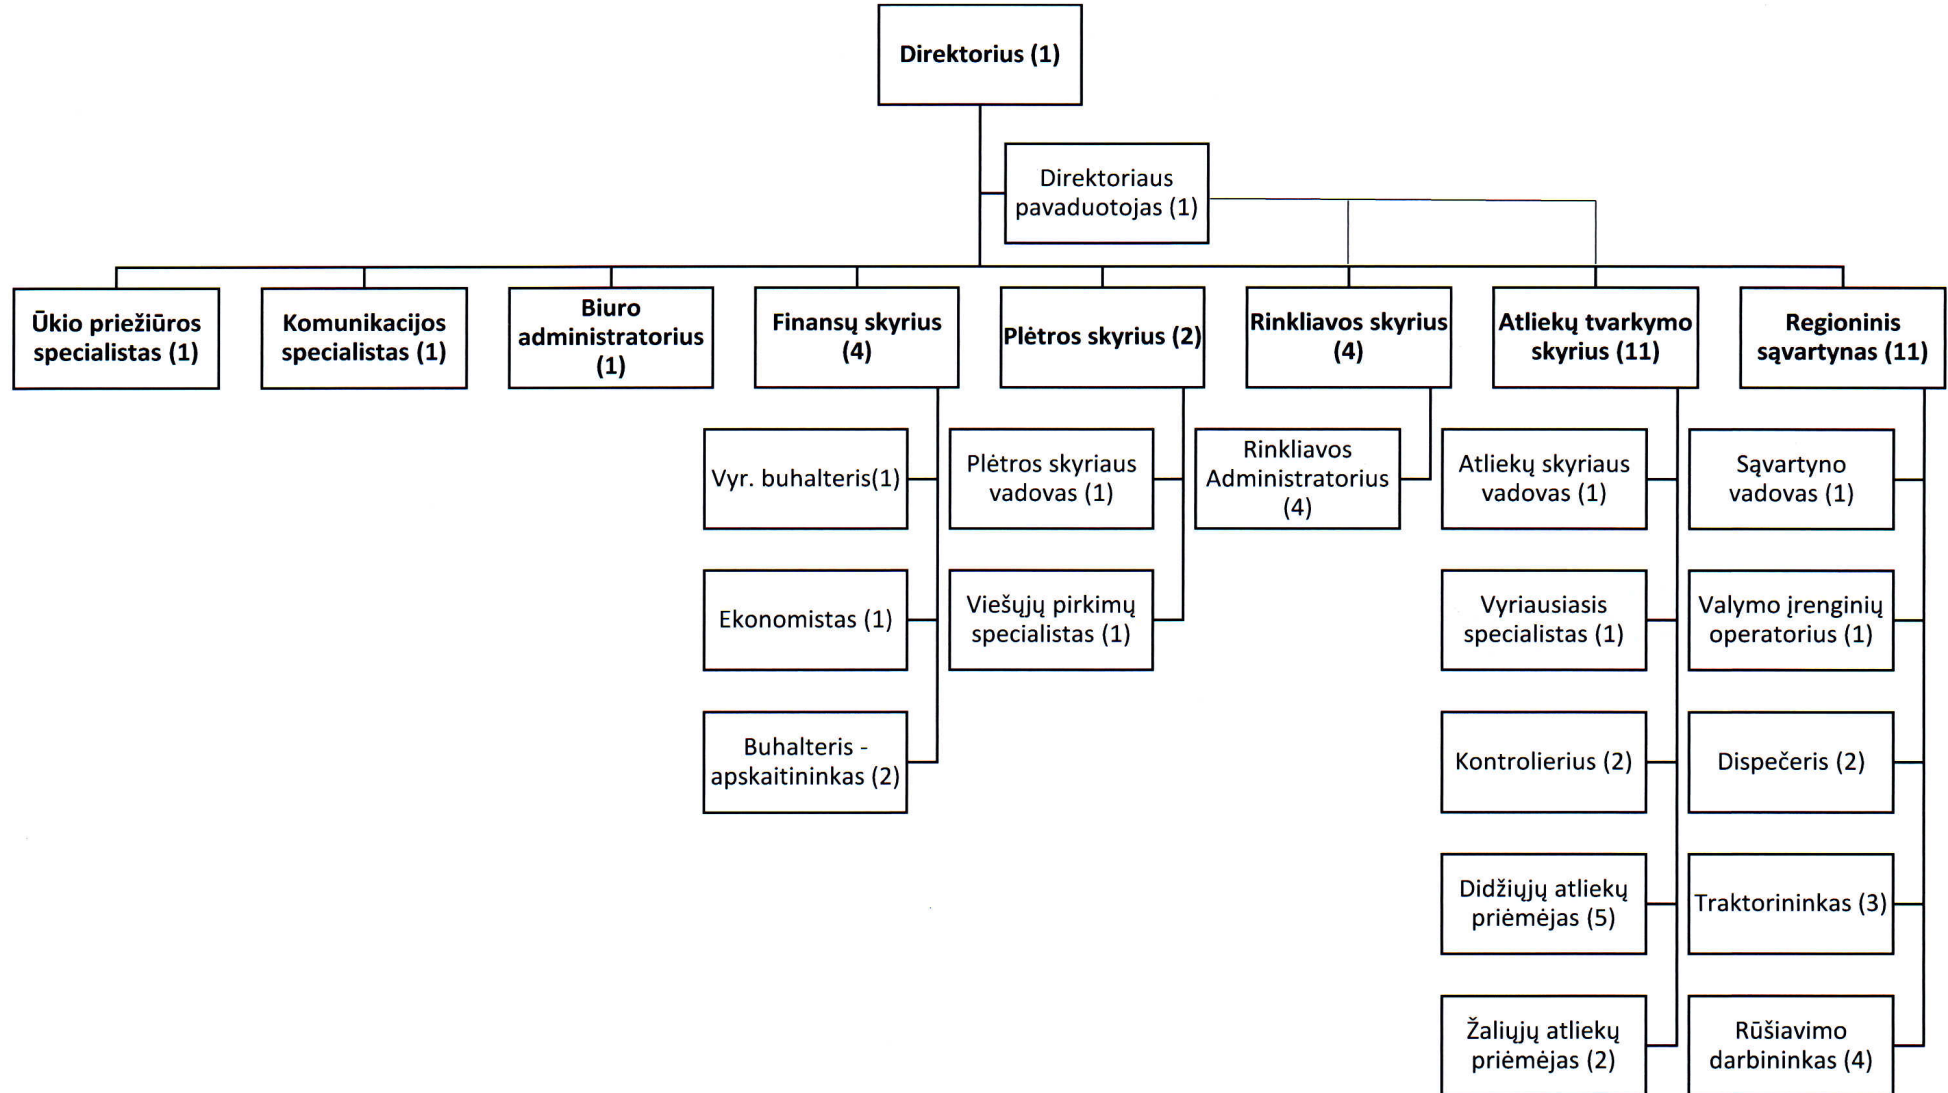 Direktorius (1)
Direktoriaus
pavaduotojas (1)
Ūkio priežiūros
specialistas (1)
Komunikacijos
specialistas (1)
Biuro
administratorius
(1)
Finansų skyrius
(4)
Plėtros skyrius (2)
Rinkliavos skyrius
(4)
Atliekų tvarkymo
skyrius (11)
Regioninis
sąvartynas (11)
Vyr. buhalteris(1)
Ekonomistas (1)
Buhalteris -
apskaitininkas (2)
Plėtros skyriaus
vadovas (1)
Viešųjų pirkimų
specialistas (1)
Rinkliavos
Administratorius
(4)
Atliekų skyriaus
vadovas (1)
Vyriausiasis
specialistas (1)
Kontrolierius (2)
Didžiųjų atliekų
priėmėjas (5)
Žaliųjų atliekų
priėmėjas (2)
Sąvartyno
vadovas (1)
Valymo įrenginių
operatorius (1)
Dispečeris (2)
Traktorininkas (3)
Rūšiavimo
darbininkas (4)